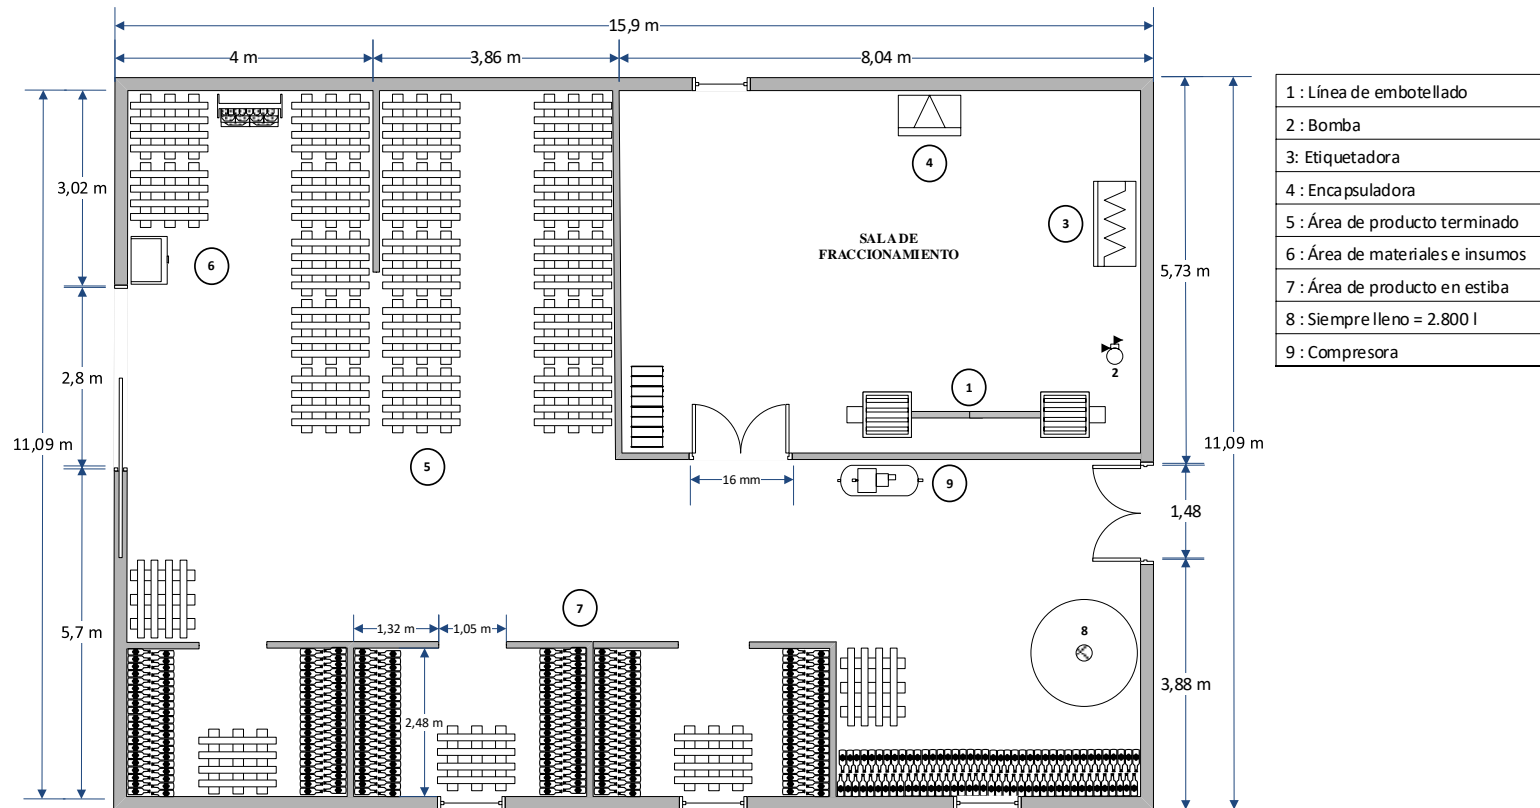 15,9 m
4 m
3,86 m
8,04 m
1 : Línea de embotellado
2 : Bomba
3: Etiquetadora
4 : Encapsuladora
5 : Área de producto terminado
6 : Área de materiales e insumos
7 : Área de producto en estiba
8 : Siempre lleno = 2.800 l
9 : Compresora
4
3,02 m
3
SALA DE
FRACCIONAMIENTO
6
5,73 m
2
2,8 m
1
11,09 m
11,09 m
5
16 mm
9
1,48
7
5,7 m
1,32 m
1,05 m
8
3,88 m
2,48 m